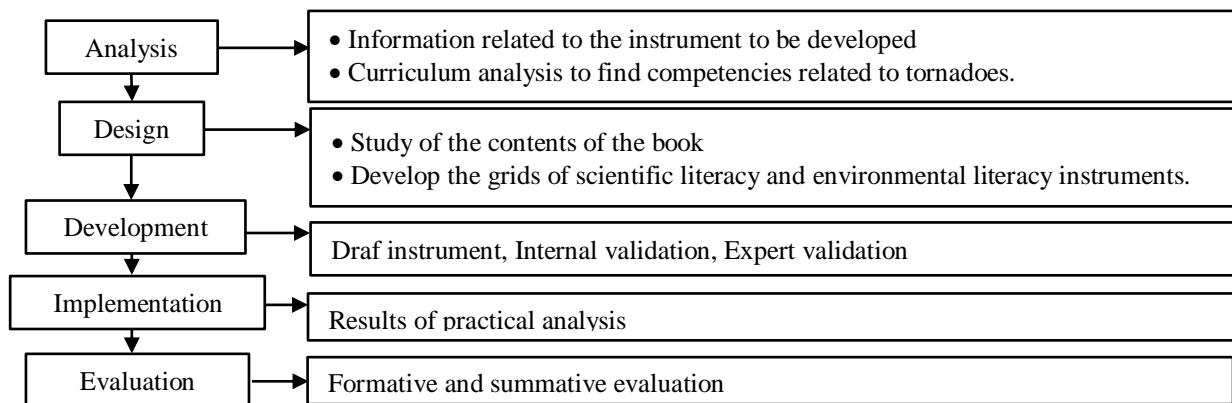 Analysis
• Information related to the instrument to be developed
• Curriculum analysis to find competencies related to tornadoes.
Design
• Study of the contents of the book
• Develop the grids of scientific literacy and environmental literacy instruments.
Development
Draf instrument, Internal validation, Expert validation
Implementation
Results of practical analysis
Evaluation
Formative and summative evaluation